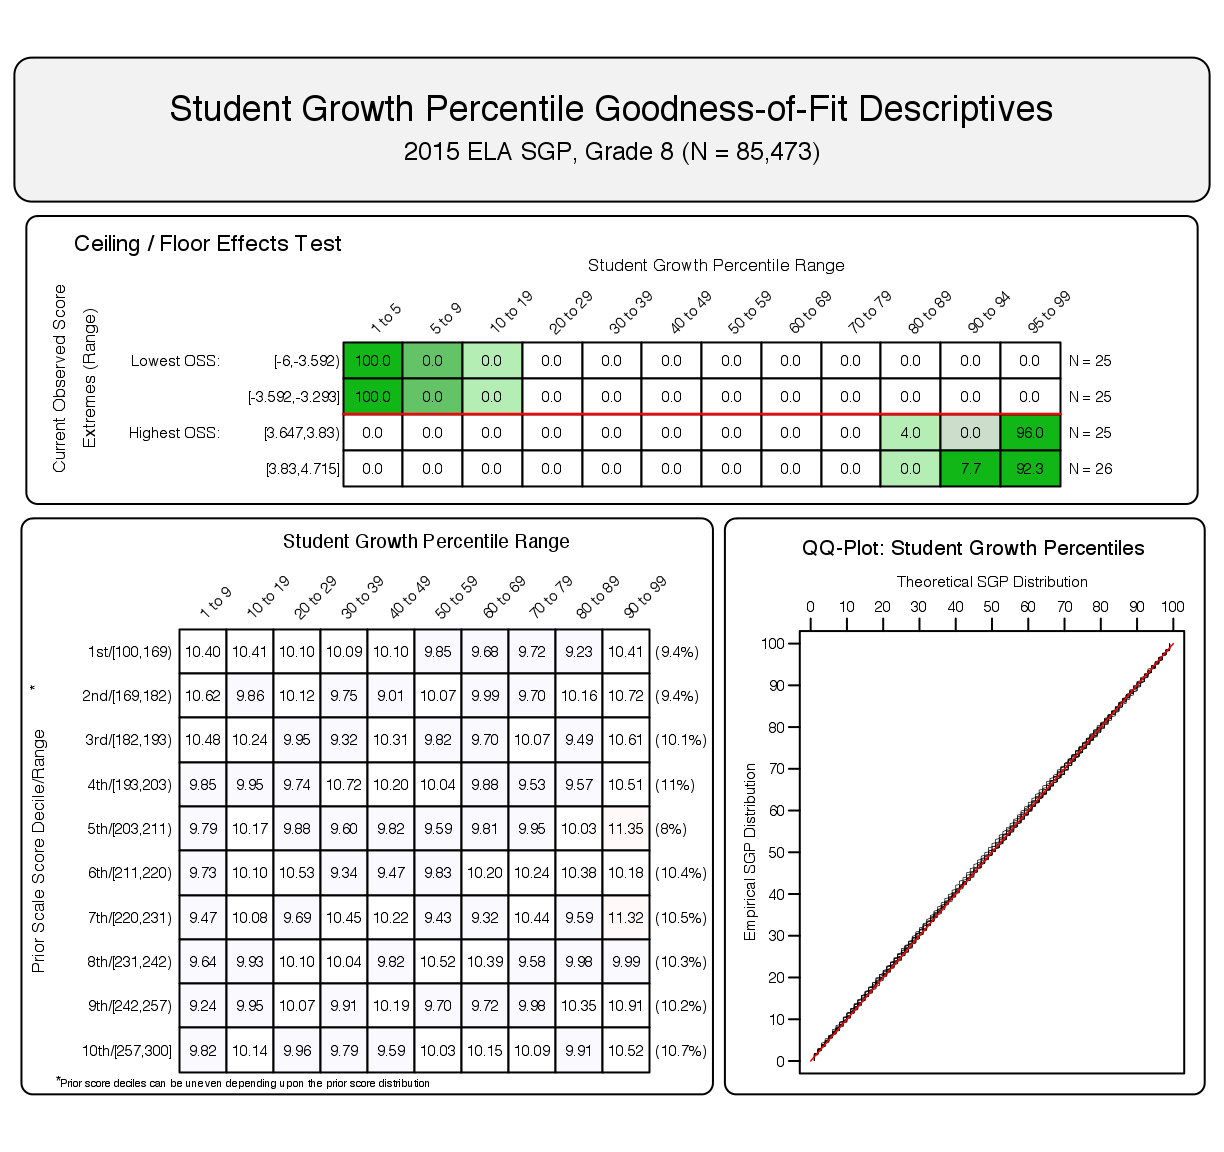 Student Growth Percentile Goodness-of-Fit Descriptives
2015 ELA SGP, Grade 8 (N = 85,473)
Ceiling / Floor Effects Test
Student Growth Percentile Range
Current Observed Score
Extremes (Range)
1 to 5 5 to 9 10 to 19 20 to 29 30 to 39 40 to 49 50 to 59 60 to 69 70 to 79 80 to 89 90 to 94 95 to 99
Lowest OSS: [-6,-3.592) 100.0 0.0 0.0 0.0 0.0 0.0 0.0 0.0 0.0 0.0 0.0 0.0 N = 25
[-3.592,-3.293] 100.0 0.0 0.0 0.0 0.0 0.0 0.0 0.0 0.0 0.0 0.0 0.0 N = 25
Highest OSS: [3.647,3.83) 0.0 0.0 0.0 0.0 0.0 0.0 0.0 0.0 0.0 4.0 0.0 96.0 N = 25
[3.83,4.715] 0.0 0.0 0.0 0.0 0.0 0.0 0.0 0.0 0.0 0.0 7.7 92.3 N = 26
Student Growth Percentile Range
Prior Scale Score Decile/Range *
1 to 9 10 to 19 20 to 29 30 to 39 40 to 49 50 to 59 60 to 69 70 to 79 80 to 89 90 to 99
1st/[100,169) 10.40 10.41 10.10 10.09 10.10 9.85 9.68 9.72 9.23 10.41 (9.4%)
2nd/[169,182) 10.62 9.86 10.12 9.75 9.01 10.07 9.99 9.70 10.16 10.72 (9.4%)
3rd/[182,193) 10.48 10.24 9.95 9.32 10.31 9.82 9.70 10.07 9.49 10.61 (10.1%)
4th/[193,203) 9.85 9.95 9.74 10.72 10.20 10.04 9.88 9.53 9.57 10.51 (11%)
5th/[203,211) 9.79 10.17 9.88 9.60 9.82 9.59 9.81 9.95 10.03 11.35 (8%)
6th/[211,220) 9.73 10.10 10.53 9.34 9.47 9.83 10.20 10.24 10.38 10.18 (10.4%)
7th/[220,231) 9.47 10.08 9.69 10.45 10.22 9.43 9.32 10.44 9.59 11.32 (10.5%)
8th/[231,242) 9.64 9.93 10.10 10.04 9.82 10.52 10.39 9.58 9.98 9.99 (10.3%)
9th/[242,257) 9.24 9.95 10.07 9.91 10.19 9.70 9.72 9.98 10.35 10.91 (10.2%)
10th/[257,300] 9.82 10.14 9.96 9.79 9.59 10.03 10.15 10.09 9.91 10.52 (10.7%)
*Prior score deciles can be uneven depending upon the prior score distribution
QQ-Plot: Student Growth Percentiles
Theoretical SGP Distribution
0 10 20 30 40 50 60 70 80 90 100
Empirical SGP Distribution
100
90
80
70
60
50
40
30
20
10
0